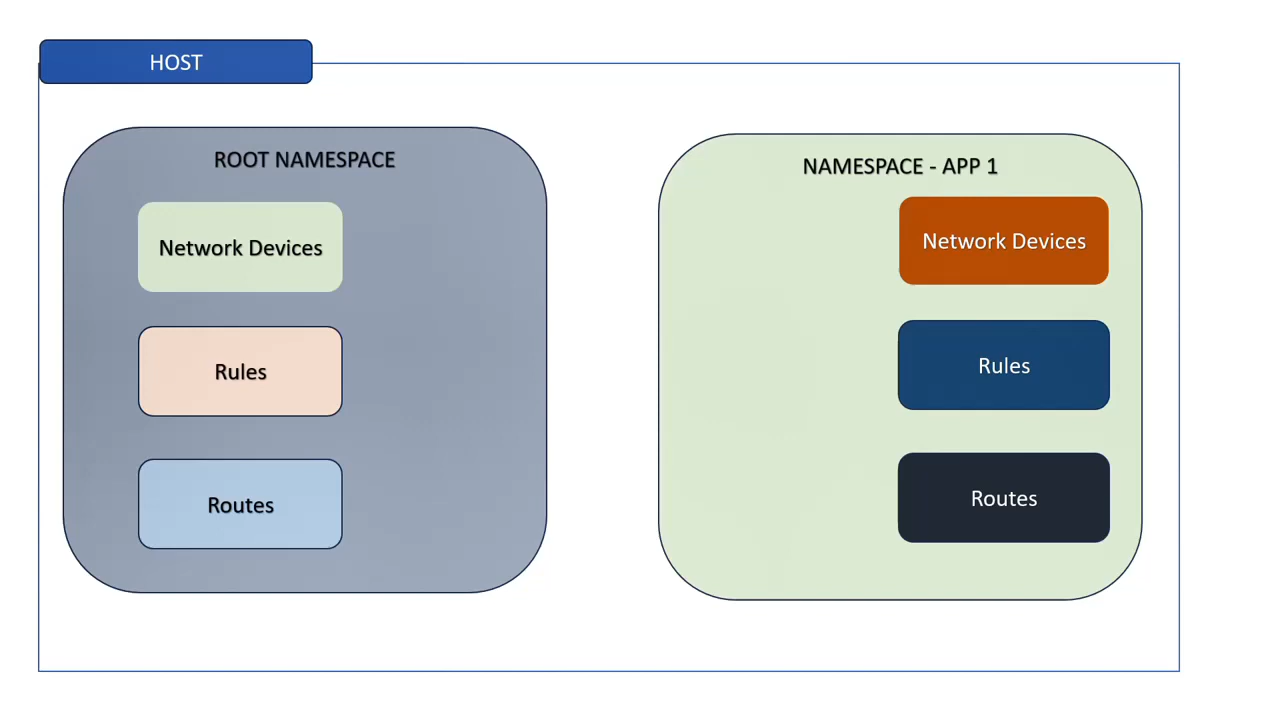 HOST
ROOT NAMESPACE
Network Devices
Rules
Routes
NAMESPACE - APP 1
Network Devices
Rules
Routes